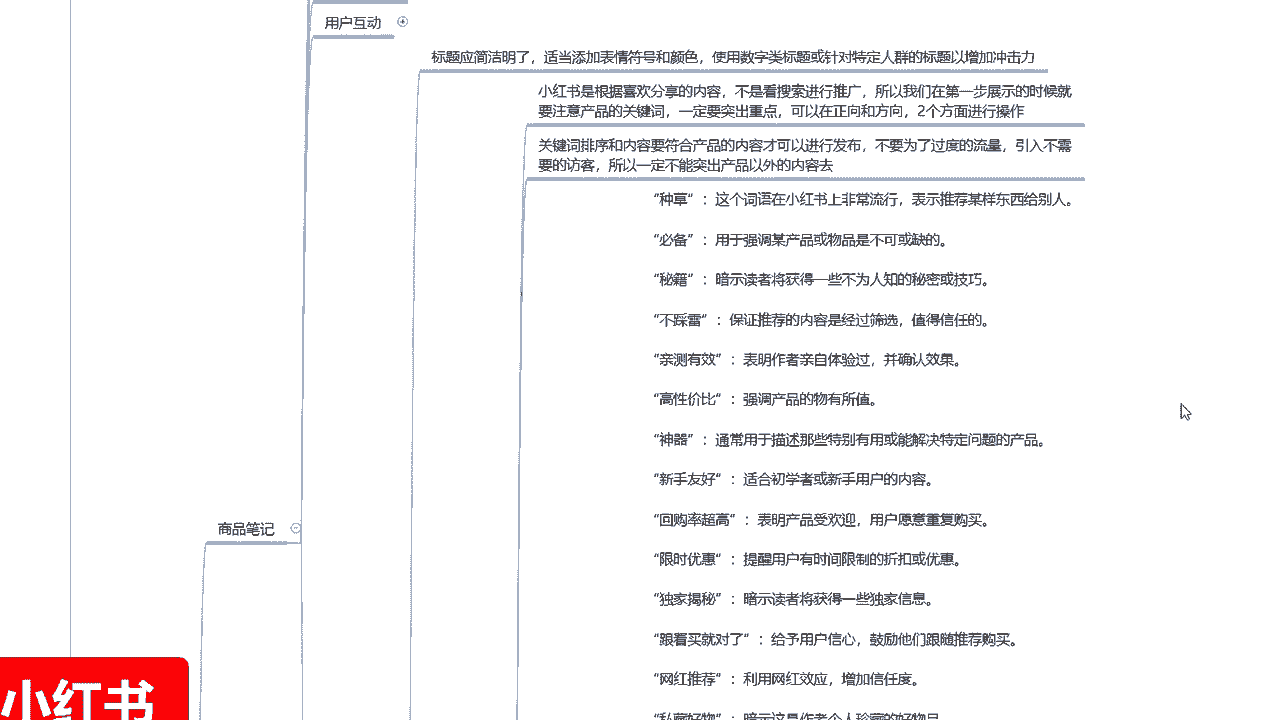 用户互动
标题应简洁明了，适当添加表情符号和颜色，使用数字类标题或针对特定人群的标题以增加冲击力
小红书是根据喜欢分享的内容，不是看搜索进行推广，所以我们在第一步展示的时候就
要注意产品的关键词，一定要突出重点，可以在正向和方向，2个方面进行操作
关键词排序和内容要符合产品的内容才可以进行发布，不要为了过度的流量，引入不需
要的访客，所以一定不能突出产品以外的内容去
“种草”：这个词语在小红书上非常流行，表示推荐某样东西给别人。
“必备”：用于强调某产品或物品是不可或缺的。
“秘籍”：暗示读者将获得一些不为人知的秘密或技巧。
“不踩雷”：保证推荐的内容是经过筛选，值得信任的。
“亲测有效”：表明作者亲自体验过，并确认效果。
“高性价比”：强调产品的物有所值。
“神器”：通常用于描述那些特别有用或能解决特定问题的产品。
“新手友好”：适合初学者或新手用户的内容。
“回购率超高”：表明产品受欢迎，用户愿意重复购买。
商品笔记
“限时优惠”：提醒用户有时间限制的折扣或优惠。
“独家揭秘”：暗示读者将获得一些独家信息。
“跟着买就对了”：给予用户信心，鼓励他们跟随推荐购买。
“网红推荐”：利用网红效应，增加信任度。
小红书
“私藏好物”：暗示这是作者个人珍藏的好物品